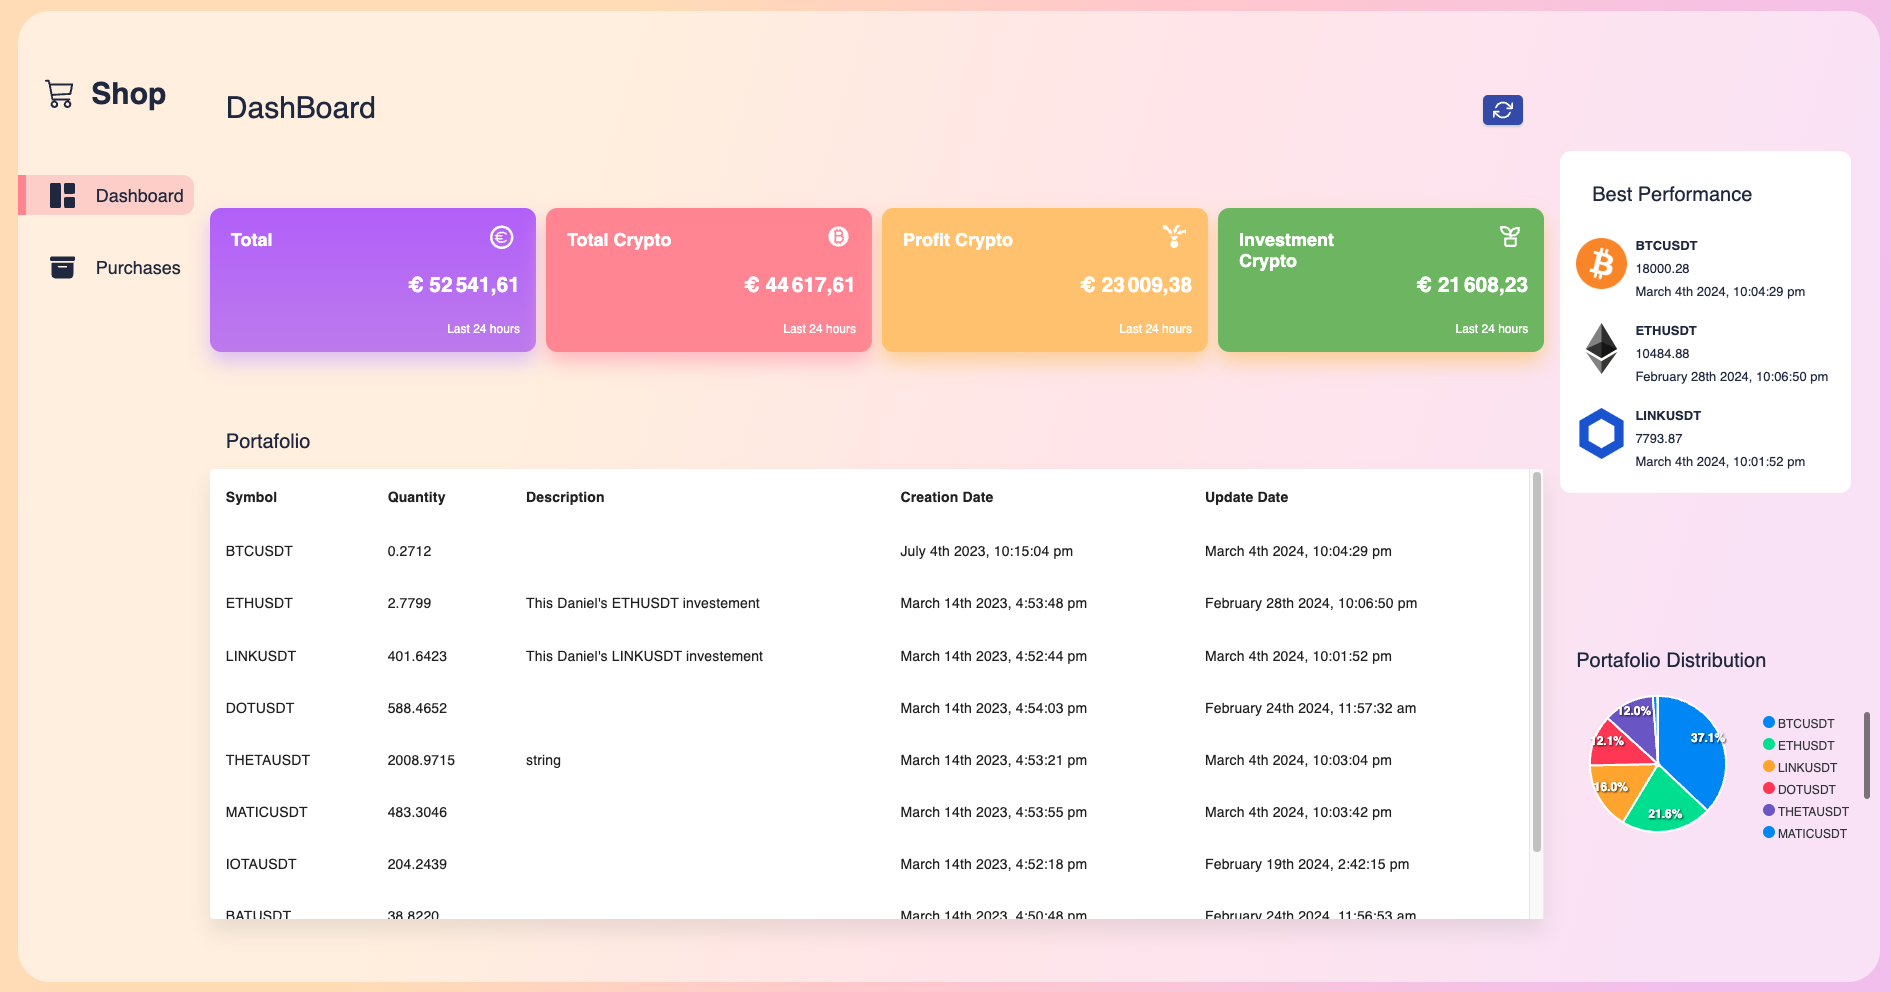 Shop
DashBoard
Dashboard
Purchases
Total
€ 52 541,61
Last 24 hours
Total Crypto
€ 44 617,61
Last 24 hours
Profit Crypto
€ 23 009,38
Last 24 hours
Investment
Crypto
€ 21 608,23
Last 24 hours
Best Performance
BTCUSDT
18000.28
March 4th 2024, 10:04:29 pm
ETHUSDT
10484.88
February 28th 2024, 10:06:50 pm
LINKUSDT
7793.87
March 4th 2024, 10:01:52 pm
Portafolio
Symbol Quantity Description Creation Date Update Date
BTCUSDT 0.2712 July 4th 2023, 10:15:04 pm March 4th 2024, 10:04:29 pm
ETHUSDT 2.7799 This Daniel's ETHUSDT investement March 14th 2023, 4:53:48 pm February 28th 2024, 10:06:50 pm
LINKUSDT 401.6423 This Daniel's LINKUSDT investement March 14th 2023, 4:52:44 pm March 4th 2024, 10:01:52 pm
DOTUSDT 588.4652 March 14th 2023, 4:54:03 pm February 24th 2024, 11:57:32 am
THETAUSDT 2008.9715 string March 14th 2023, 4:53:21 pm March 4th 2024, 10:03:04 pm
MATICUSDT 483.3046 March 14th 2023, 4:53:55 pm March 4th 2024, 10:03:42 pm
IOTAUSDT 204.2439 March 14th 2023, 4:52:18 pm February 19th 2024, 2:42:15 pm
BATUSDT 38.8220 March 14th 2023, 4:50:48 pm February 24th 2024, 11:56:53 am
Portafolio Distribution
12.0%
37.1%
12.1%
16.0%
21.6%
BTCUSDT
ETHUSDT
LINKUSDT
DOTUSDT
THETAUSDT
MATICUSDT